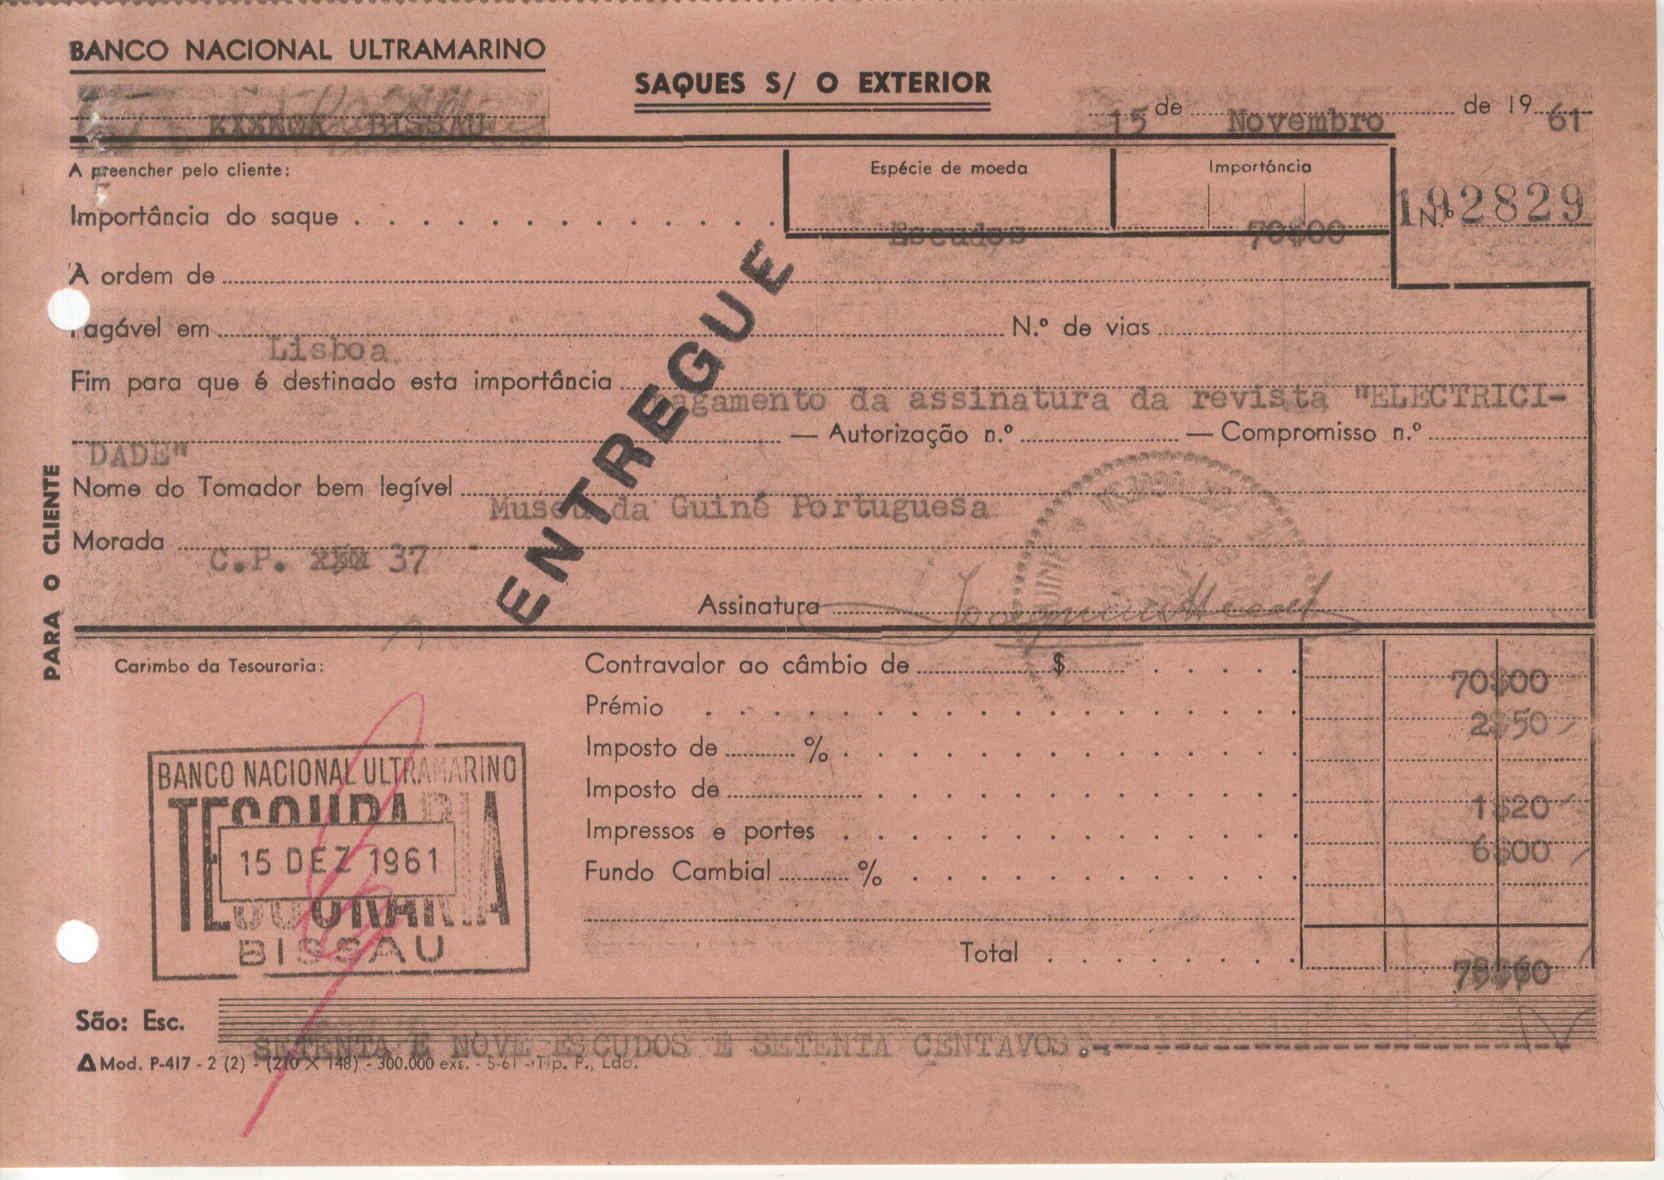 BANCO NACIONAL ULTRAMARINO
SAQUES S/ O EXTERIOR
BISSAU
15 de Novembro de 19 61
A preencher pelo cliente:
Espécie de moeda
Importância
Importância do saque
Escudos
70$00
N.º 192829
À ordem de
Pagável em
Lisboa
N.º de vias
Fim para que é destinado esta importância
pagamento da assinatura da revista "ELECTRICI-
DADE"
— Autorização n.º
— Compromisso n.º
Nome do Tomador bem legível
Museu da Guiné Portuguesa
Morada
C.P. 37
Assinatura
ENTREGUE
PARA O CLIENTE
Carimbo da Tesouraria:
Contravalor ao câmbio de $
70$00
Prémio
2$50
Imposto de %
Imposto de
1$20
Impressos e portes
6$00
Fundo Cambial %
Total
BANCO NACIONAL ULTRAMARINO
TESOURARIA
15 DEZ 1961
TESOURARIA
BISSAU
São: Esc.
SETENTA E NOVE ESCUDOS E SETENTA CENTAVOS
Mod. P-417 - 2 (2) - (210 X 148) - 300.000 exs. - 5-61 - Tip. P., Lda.